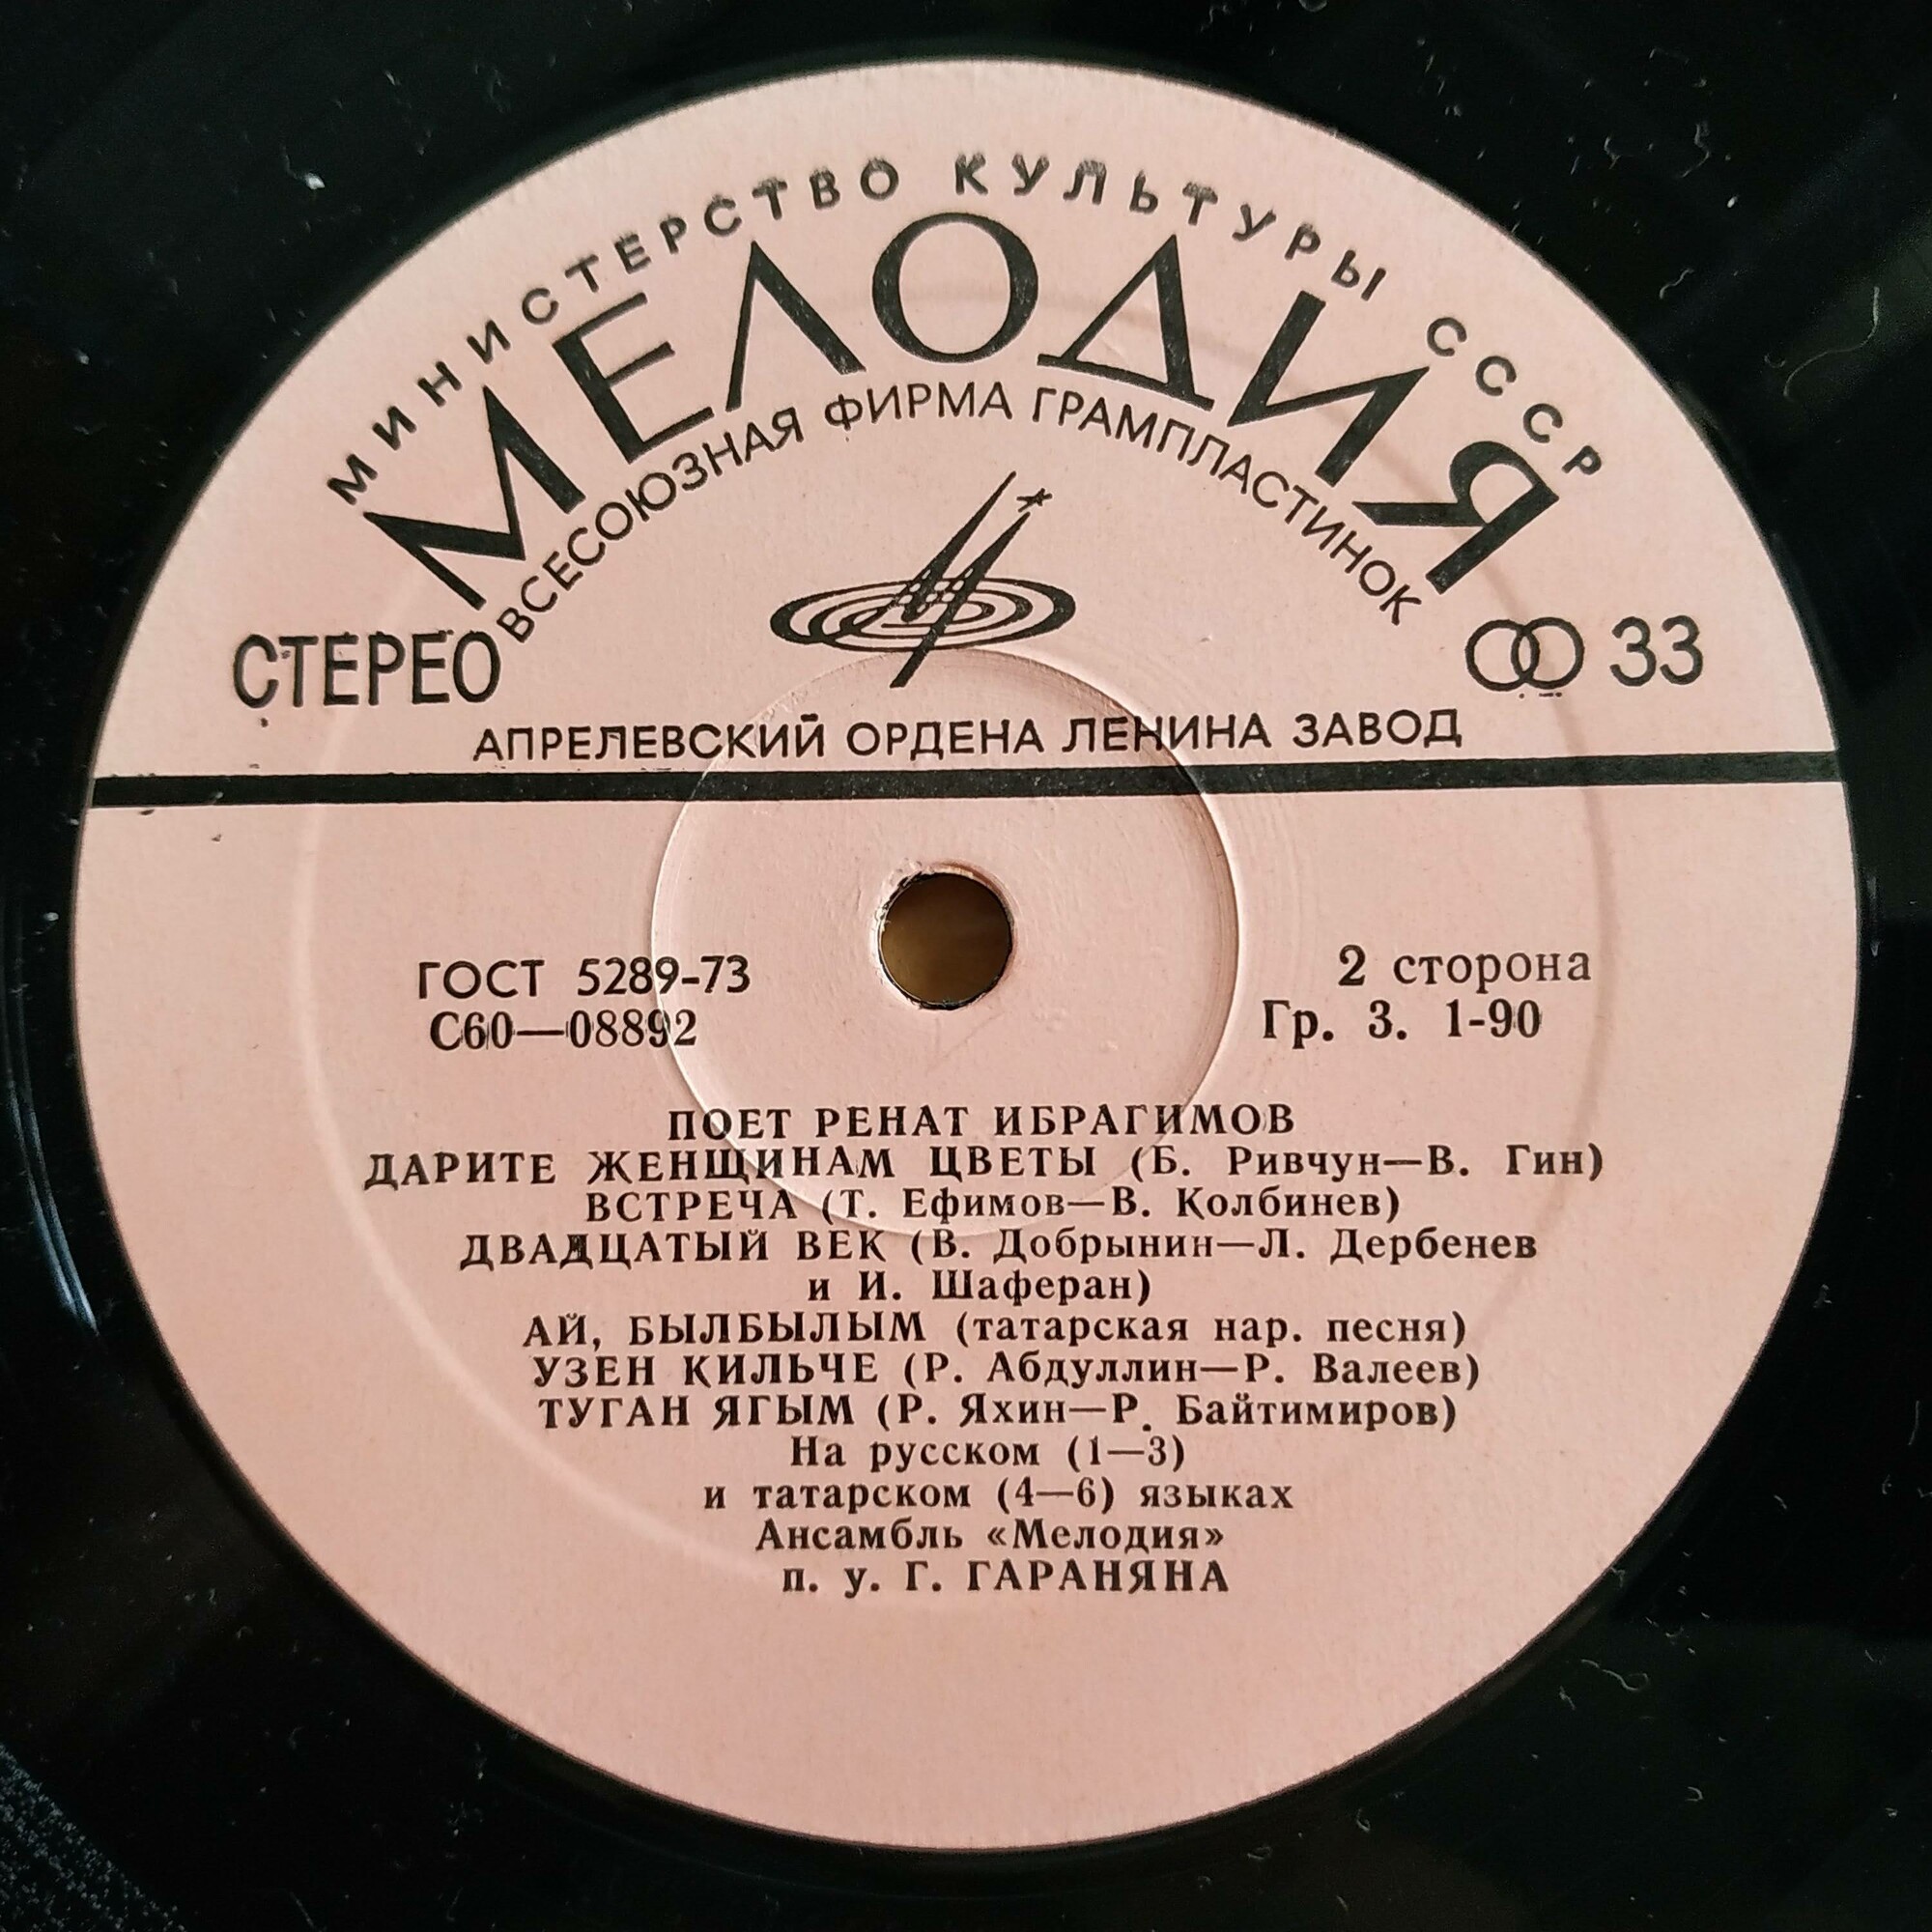 МИНИСТЕРСТВО КУЛЬТУРЫ СССР
МЕЛОДИЯ
ВСЕСОЮЗНАЯ ФИРМА ГРАМПЛАСТИНОК
СТЕРЕО
33
АПРЕЛЕВСКИЙ ОРДЕНА ЛЕНИНА ЗАВОД
ГОСТ 5289-73
2 сторона
С60—08892
Гр. 3. 1-90
ПОЕТ РЕНАТ ИБРАГИМОВ
ДАРИТЕ ЖЕНЩИНАМ ЦВЕТЫ (Б. Ривчун—В. Гин)
ВСТРЕЧА (Т. Ефимов—В. Колбинев)
ДВАДЦАТЫЙ ВЕК (В. Добрынин—Л. Дербенев
и И. Шаферан)
АЙ, БЫЛБЫЛЫМ (татарская нар. песня)
УЗЕН КИЛЬЧЕ (Р. Абдуллин—Р. Валеев)
ТУГАН ЯГЫМ (Р. Яхин—Р. Байтимиров)
На русском (1—3)
и татарском (4—6) языках
Ансамбль «Мелодия»
п. у. Г. ГАРАНЯНА